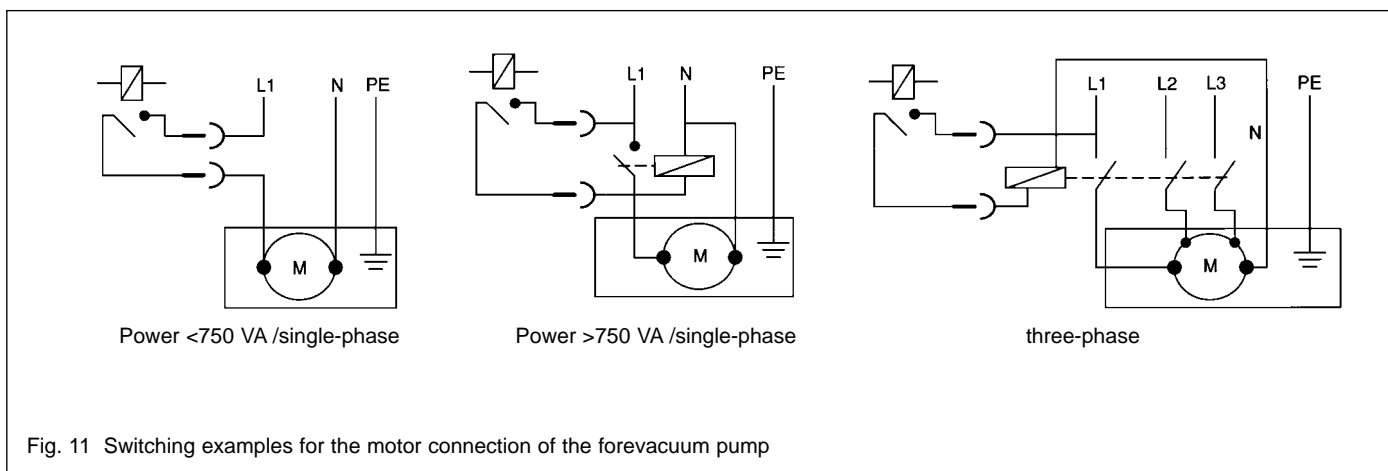 L1 N PE
M
Power <750 VA /single-phase
L1 N PE
M
Power >750 VA /single-phase
L1 L2 L3 N PE
M
three-phase
Fig. 11 Switching examples for the motor connection of the forevacuum pump